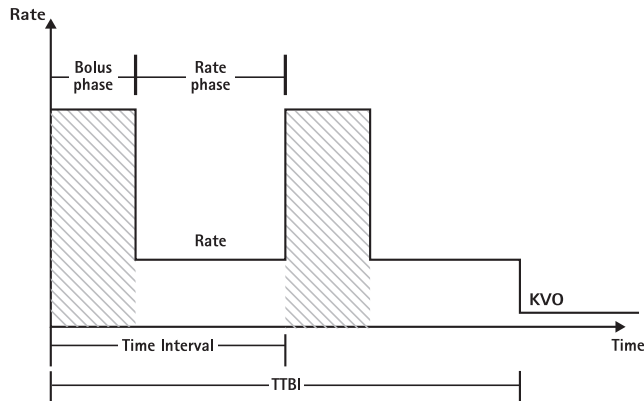 Rate
Bolus
phase
Rate
phase
Rate
KVO
Time Interval
Time
TTBI